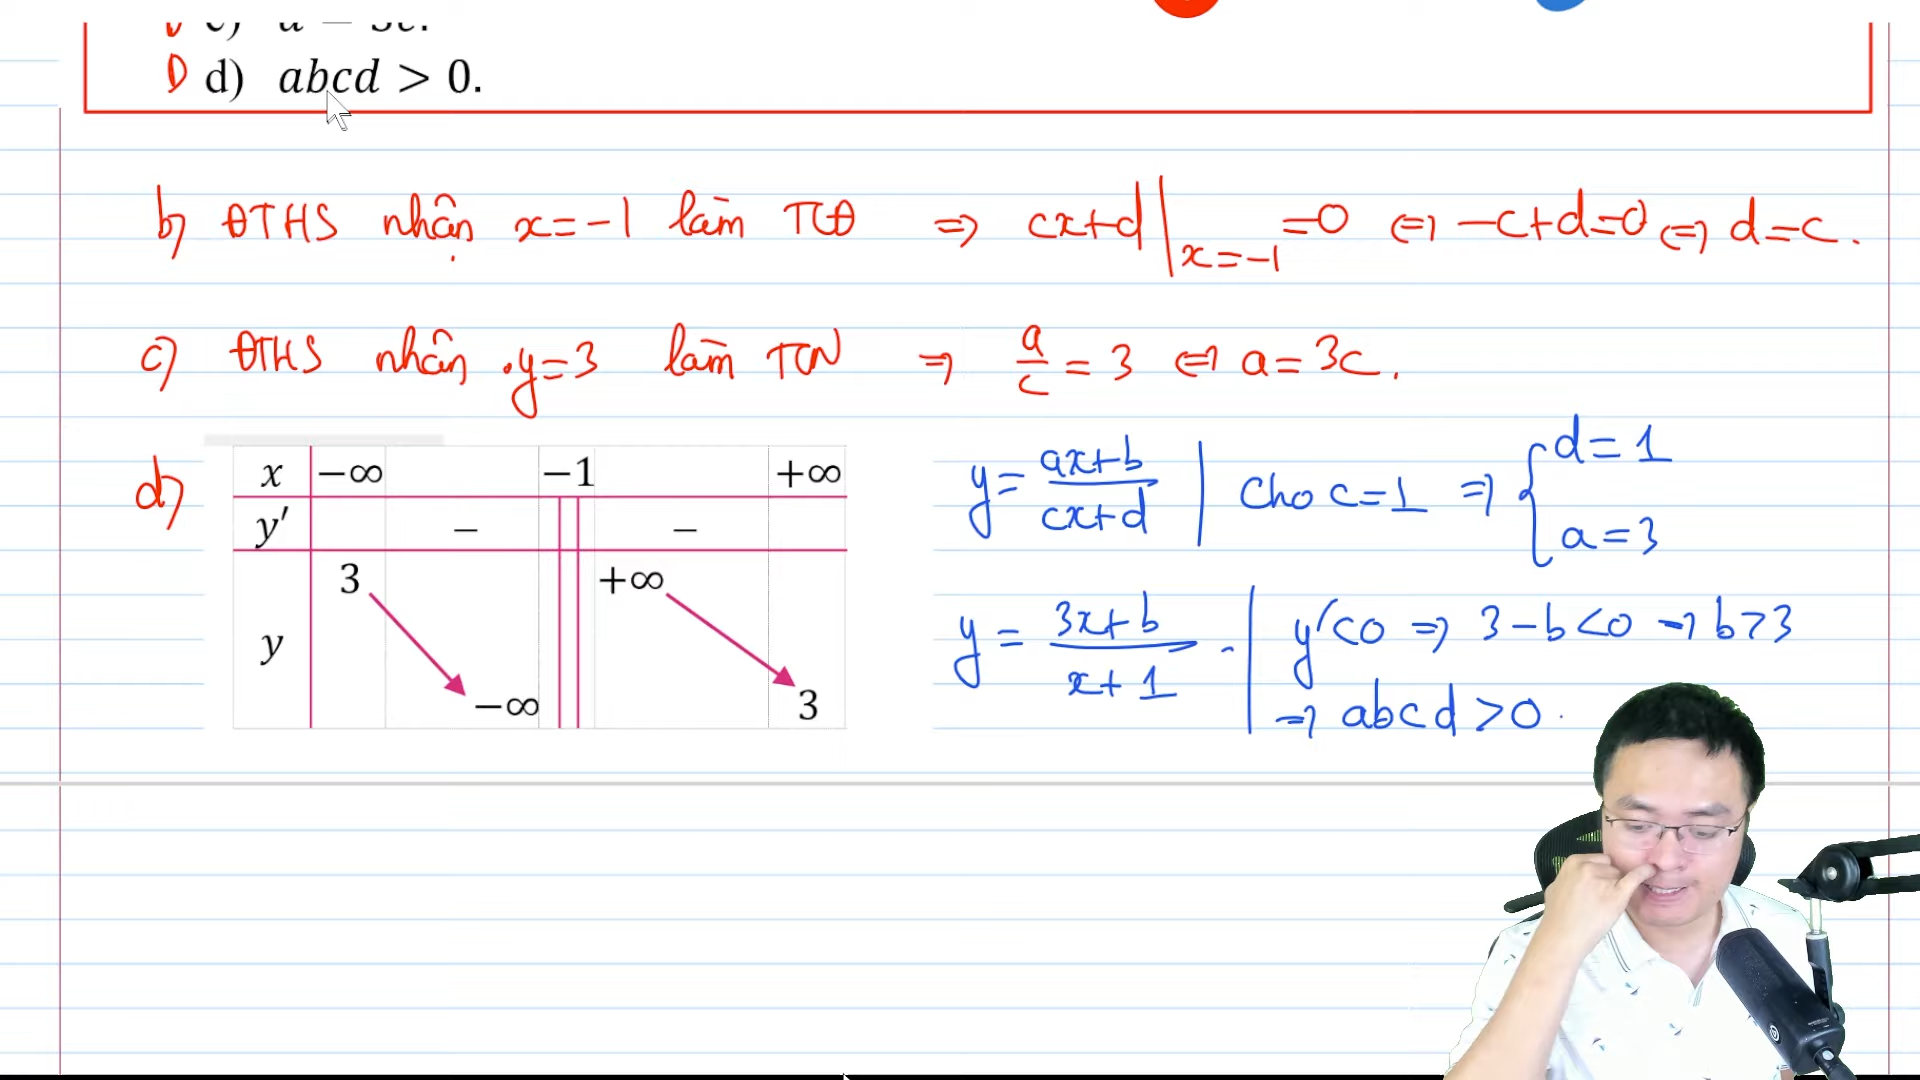 Đ d) abcd > 0.
b) ĐTHS nhận x = -1 làm TCĐ => cx+d | x=-1 = 0 <=> -c+d=0 <=> d=c.
c) ĐTHS nhân y=3 làm TCN => a/c = 3 <=> a=3c.
d)
x -∞ -1 +∞
y' - -
y 3 -∞ +∞ 3
y = ax+b/cx+d | Cho c=1 => { d=1
a=3
y = 3x+b/x+1 . | y'<0 => 3-b<0 → b>3
=> abcd >0.